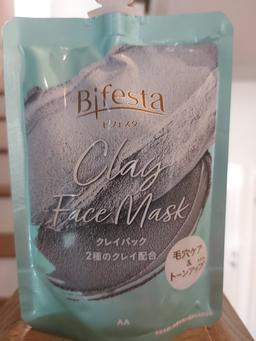 Bifesta
ビフェスタ
Clay
Face Mask
クレイパック
2種のクレイ配合
毛穴ケア
&
トーンアップ
AA